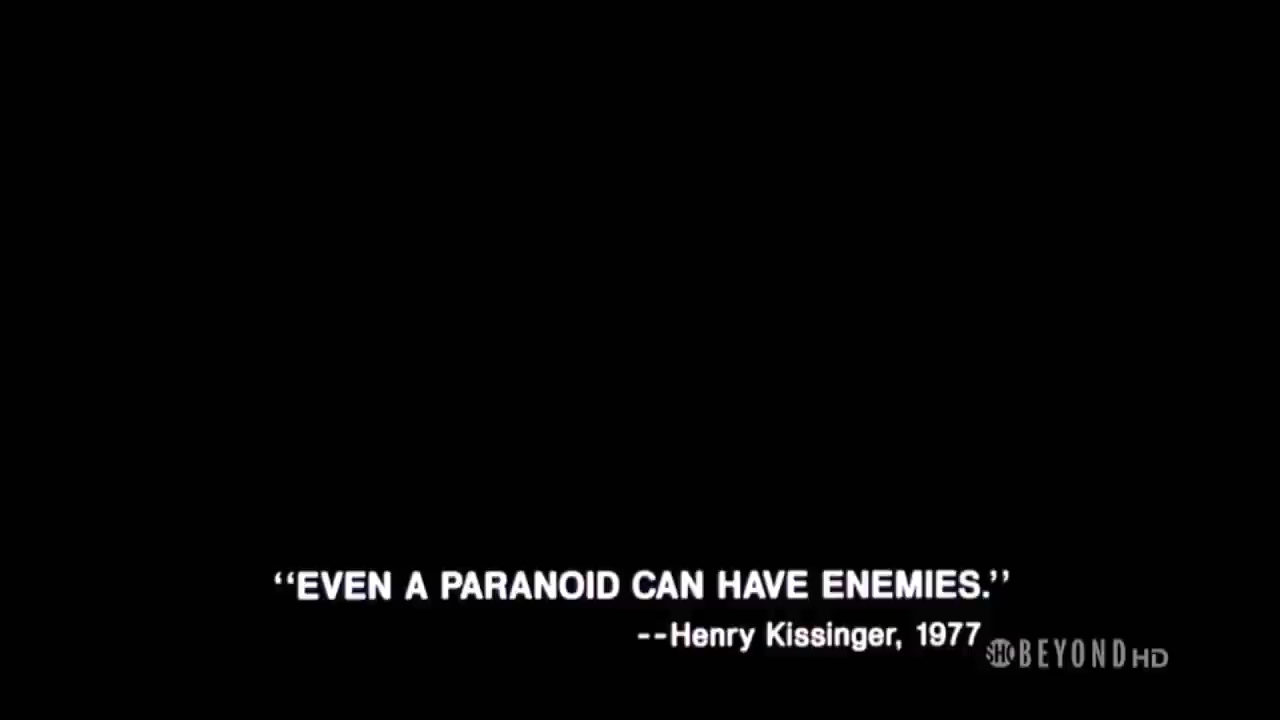 ‘‘EVEN A PARANOID CAN HAVE ENEMIES.’’
--Henry Kissinger, 1977
SHO BEYOND HD